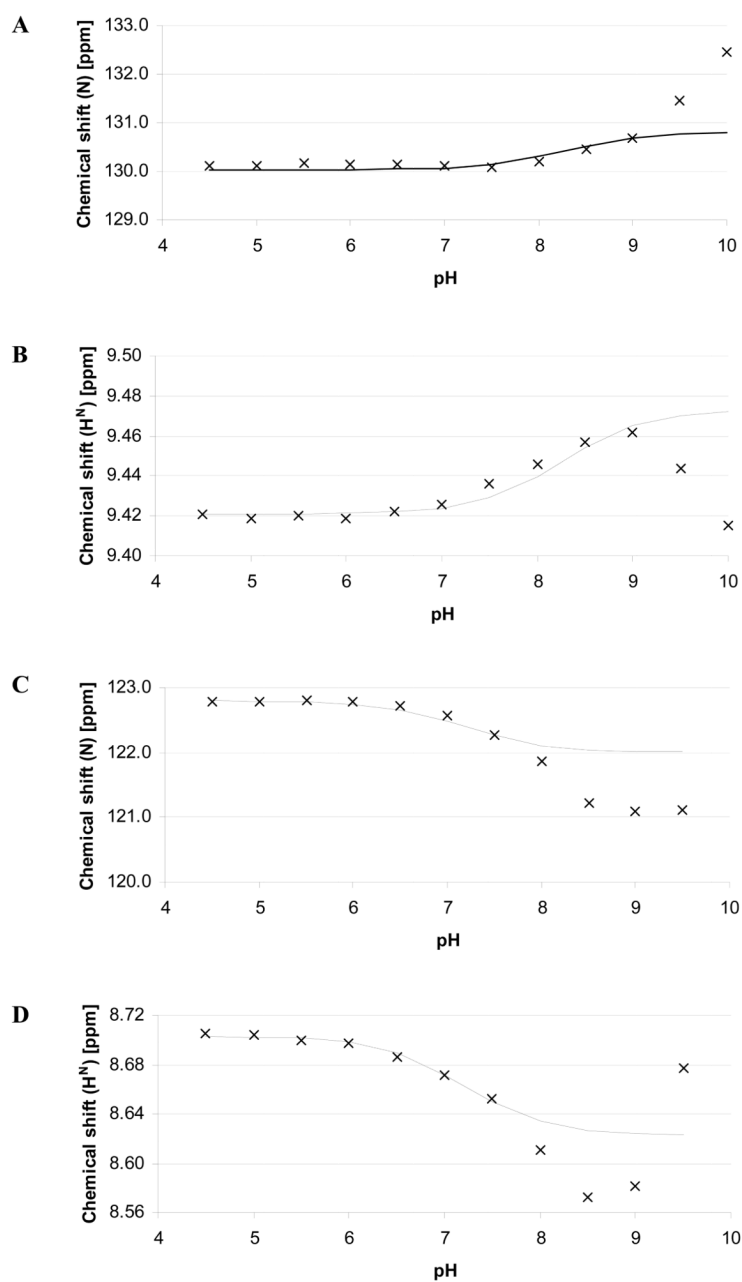 A
Chemical shift (N) [ppm]
133.0
132.0
131.0
130.0
129.0
4 5 6 7 8 9 10
pH
B
Chemical shift (H^N) [ppm]
9.50
9.48
9.46
9.44
9.42
9.40
4 5 6 7 8 9 10
pH
C
Chemical shift (N) [ppm]
123.0
122.0
121.0
120.0
4 5 6 7 8 9 10
pH
D
Chemical shift (H^N) [ppm]
8.72
8.68
8.64
8.60
8.56
4 5 6 7 8 9 10
pH